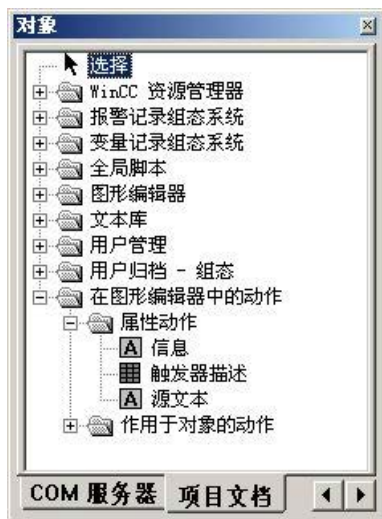 对象
选择
WinCC 资源管理器
报警记录组态系统
变量记录组态系统
全局脚本
图形编辑器
文本库
用户管理
用户归档 - 组态
在图形编辑器中的动作
属性动作
A 信息
触发器描述
A 源文本
作用于对象的动作
COM 服务器 项目文档